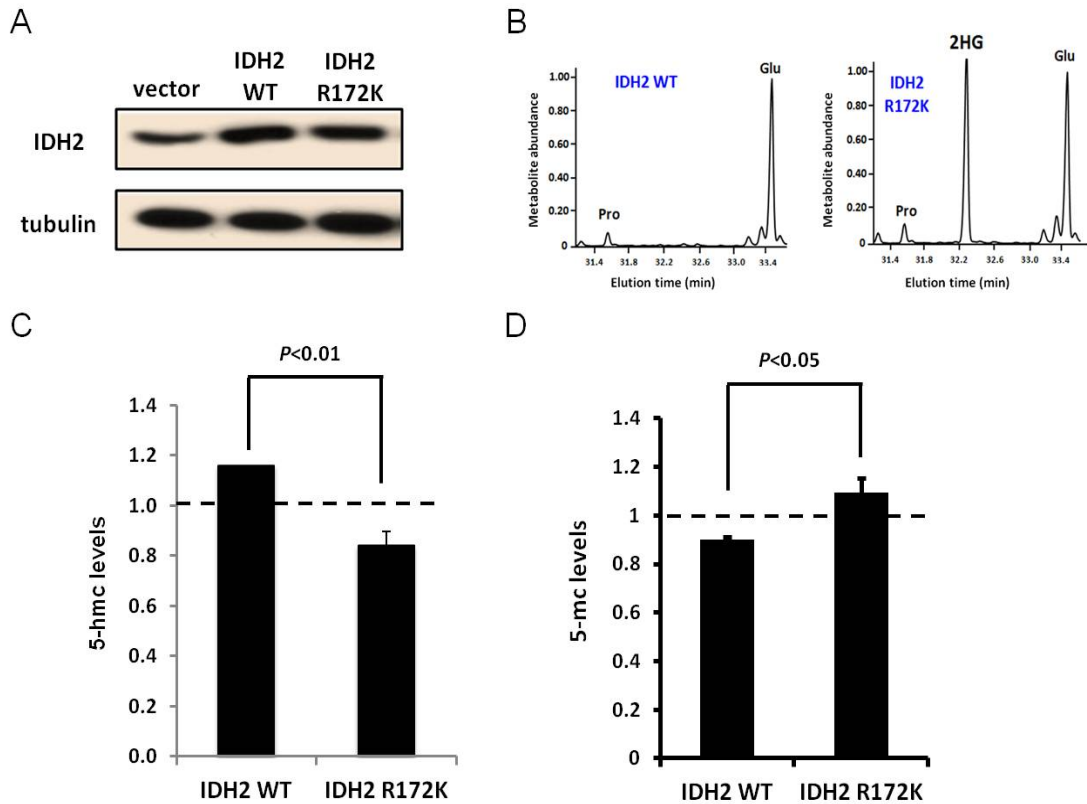 A
vector
IDH2
WT
IDH2
R172K
IDH2
tubulin
B
IDH2 WT
Metabolite abundance
1.00
0.80
0.60
0.40
0.20
0
Pro
Glu
31.4 31.8 32.2 32.6 33.0 33.4
Elution time (min)
IDH2
R172K
Metabolite abundance
1.00
0.80
0.60
0.40
0.20
0
Pro
2HG
Glu
31.4 31.8 32.2 32.6 33.0 33.4
Elution time (min)
C
P<0.01
5-hmc levels
1.4
1.2
1.0
0.8
0.6
0.4
0.2
0.0
IDH2 WT IDH2 R172K
D
P<0.05
5-mc levels
1.4
1.2
1
0.8
0.6
0.4
0.2
0
IDH2 WT IDH2 R172K